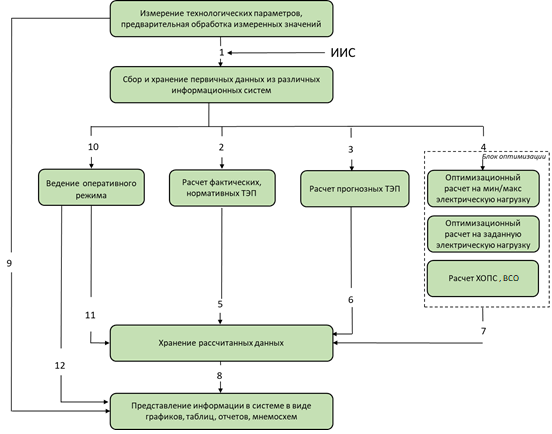 Измерение технологических параметров,
предварительная обработка измеренных значений
1
ИИС
Сбор и хранение первичных данных из различных
информационных систем
10
2
3
4
Блок оптимизации
Ведение оперативного
режима
Расчет фактических,
нормативных ТЭП
Расчет прогнозных ТЭП
Оптимизационный
расчет на мин/макс
электрическую нагрузку
Оптимизационный
расчет на заданную
электрическую нагрузку
Расчет ХОПС , ВСО
9
11
5
6
7
Хранение рассчитанных данных
12
8
Представление информации в системе в виде
графиков, таблиц, отчетов, мнемосхем